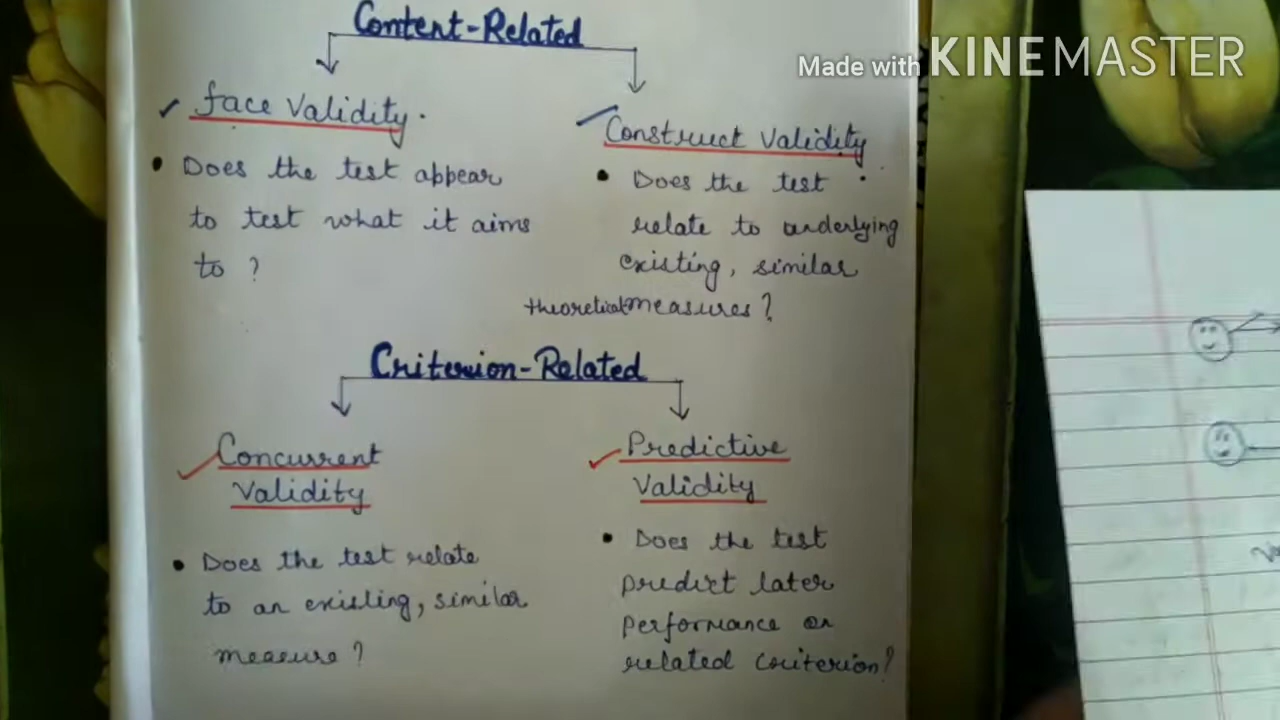 Content-Related
Made with KINEMASTER
face Validity.
Construct Validity
Does the test appear
to test what it aims
to ?
Does the test
relate to underlying
existing, similar
theoretical measures?
Criterion-Related
Concurrent
Validity
Predictive
Validity
Does the test relate
to an existing, similar
measure?
Does the test
predict later
performance on
related criterion?